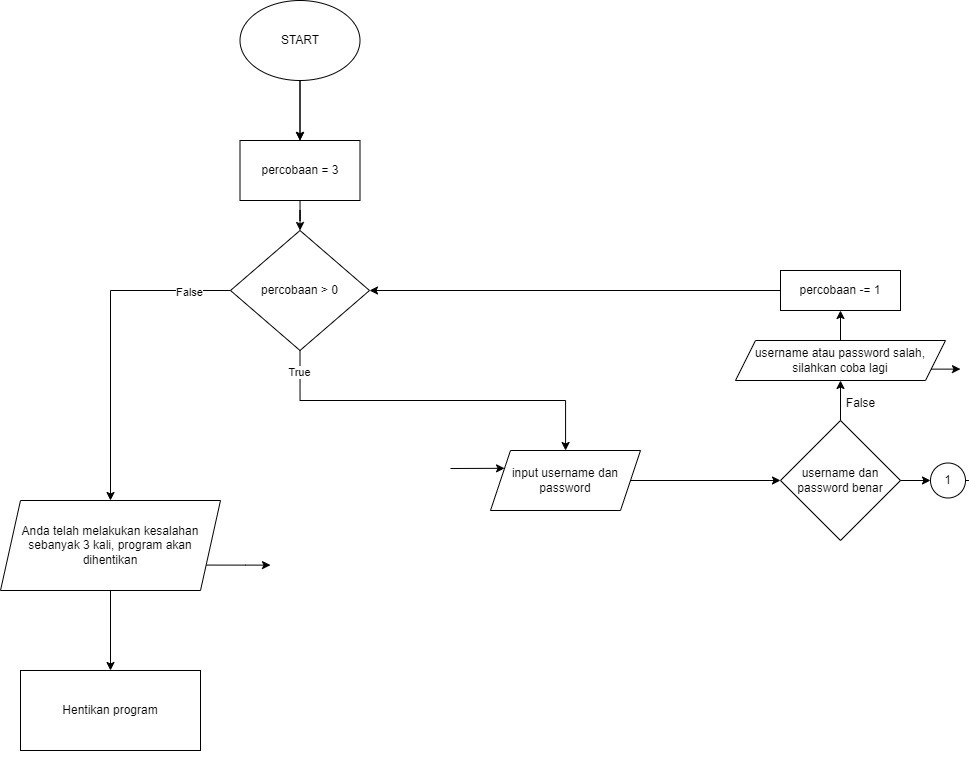 START
percobaan = 3
percobaan > 0
False
True
percobaan -= 1
username atau password salah,
silahkan coba lagi
False
input username dan
password
username dan
password benar
1
Anda telah melakukan kesalahan
sebanyak 3 kali, program akan
dihentikan
Hentikan program